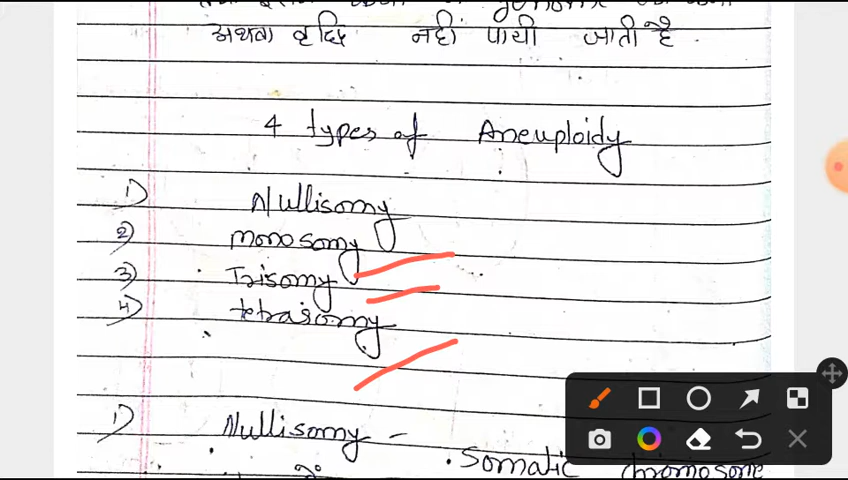 अथवा वृद्धि नहीं पायी जाती है
4 types of Aneuploidy
1) Nullisomy
2) monosomy
3) Trisomy
4) tetrasomy
1) Nullisomy -
Somatic chromosome